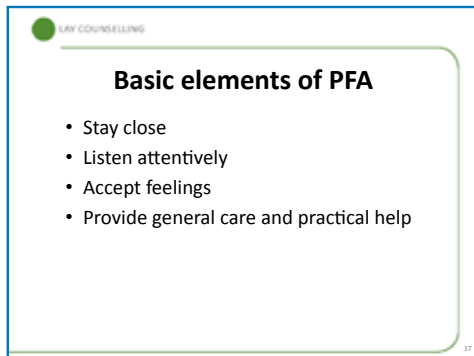 LAY COUNSELLING
Basic elements of PFA
• Stay close
• Listen attentively
• Accept feelings
• Provide general care and practical help
37